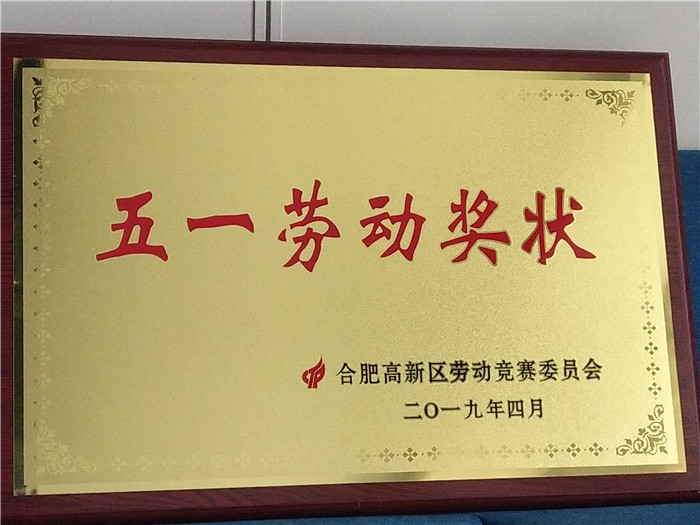 五一劳动奖状
合肥高新区劳动竞赛委员会
二〇一九年四月